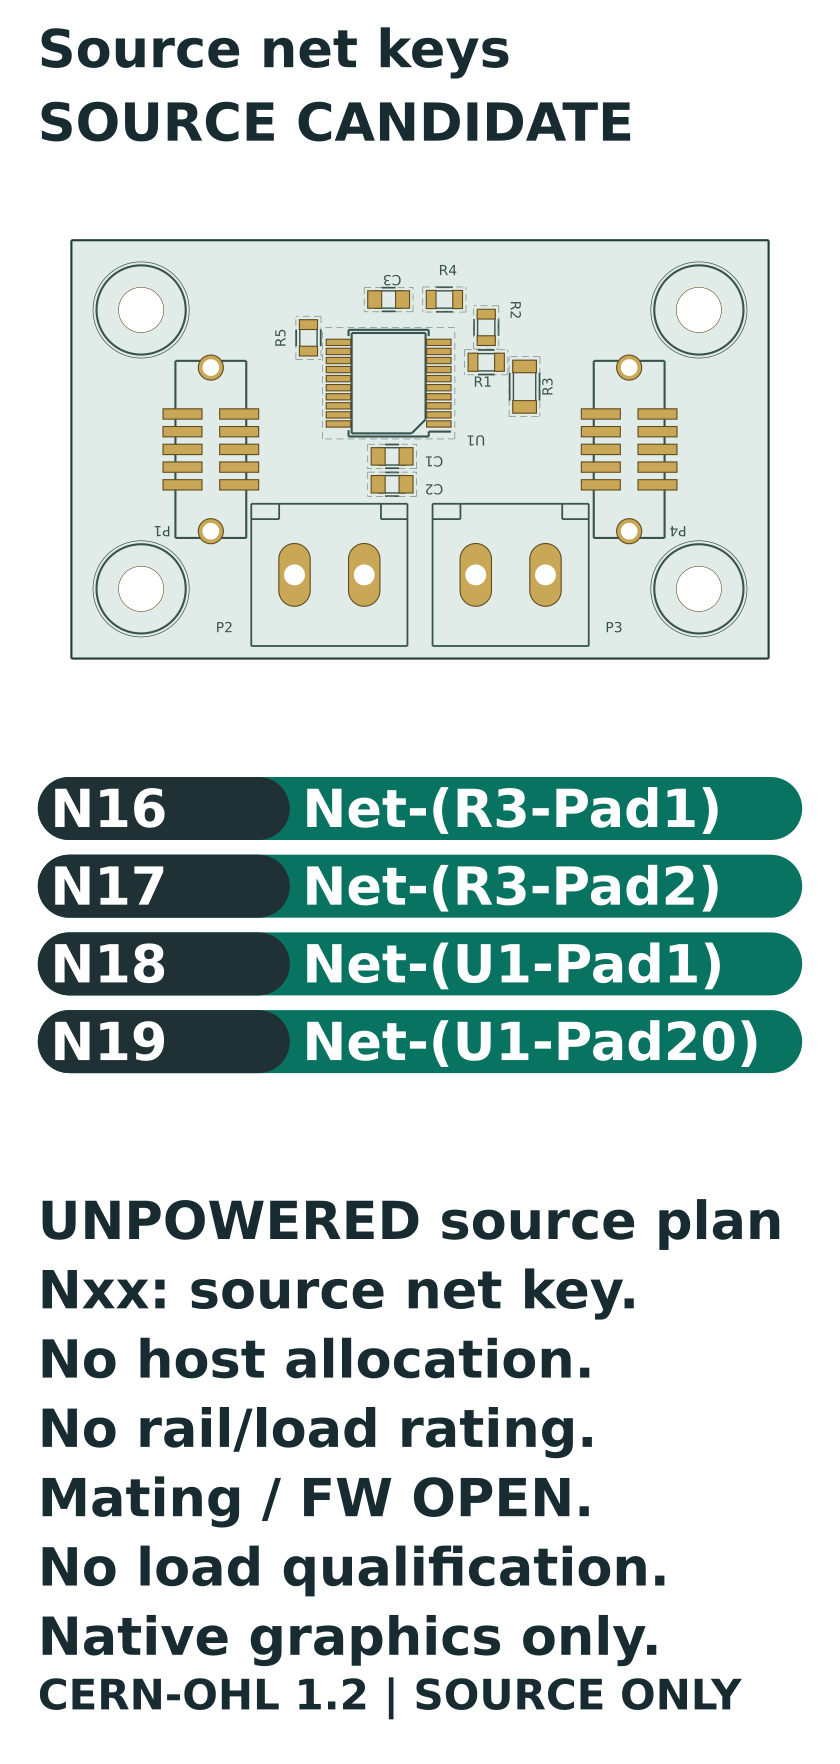 Source net keys
SOURCE CANDIDATE
C3
R4
R2
R5
R1
R3
U1
C1
C2
P1
P4
P2
P3
N16 Net-(R3-Pad1)
N17 Net-(R3-Pad2)
N18 Net-(U1-Pad1)
N19 Net-(U1-Pad20)
UNPOWERED source plan
Nxx: source net key.
No host allocation.
No rail/load rating.
Mating / FW OPEN.
No load qualification.
Native graphics only.
CERN-OHL 1.2 | SOURCE ONLY